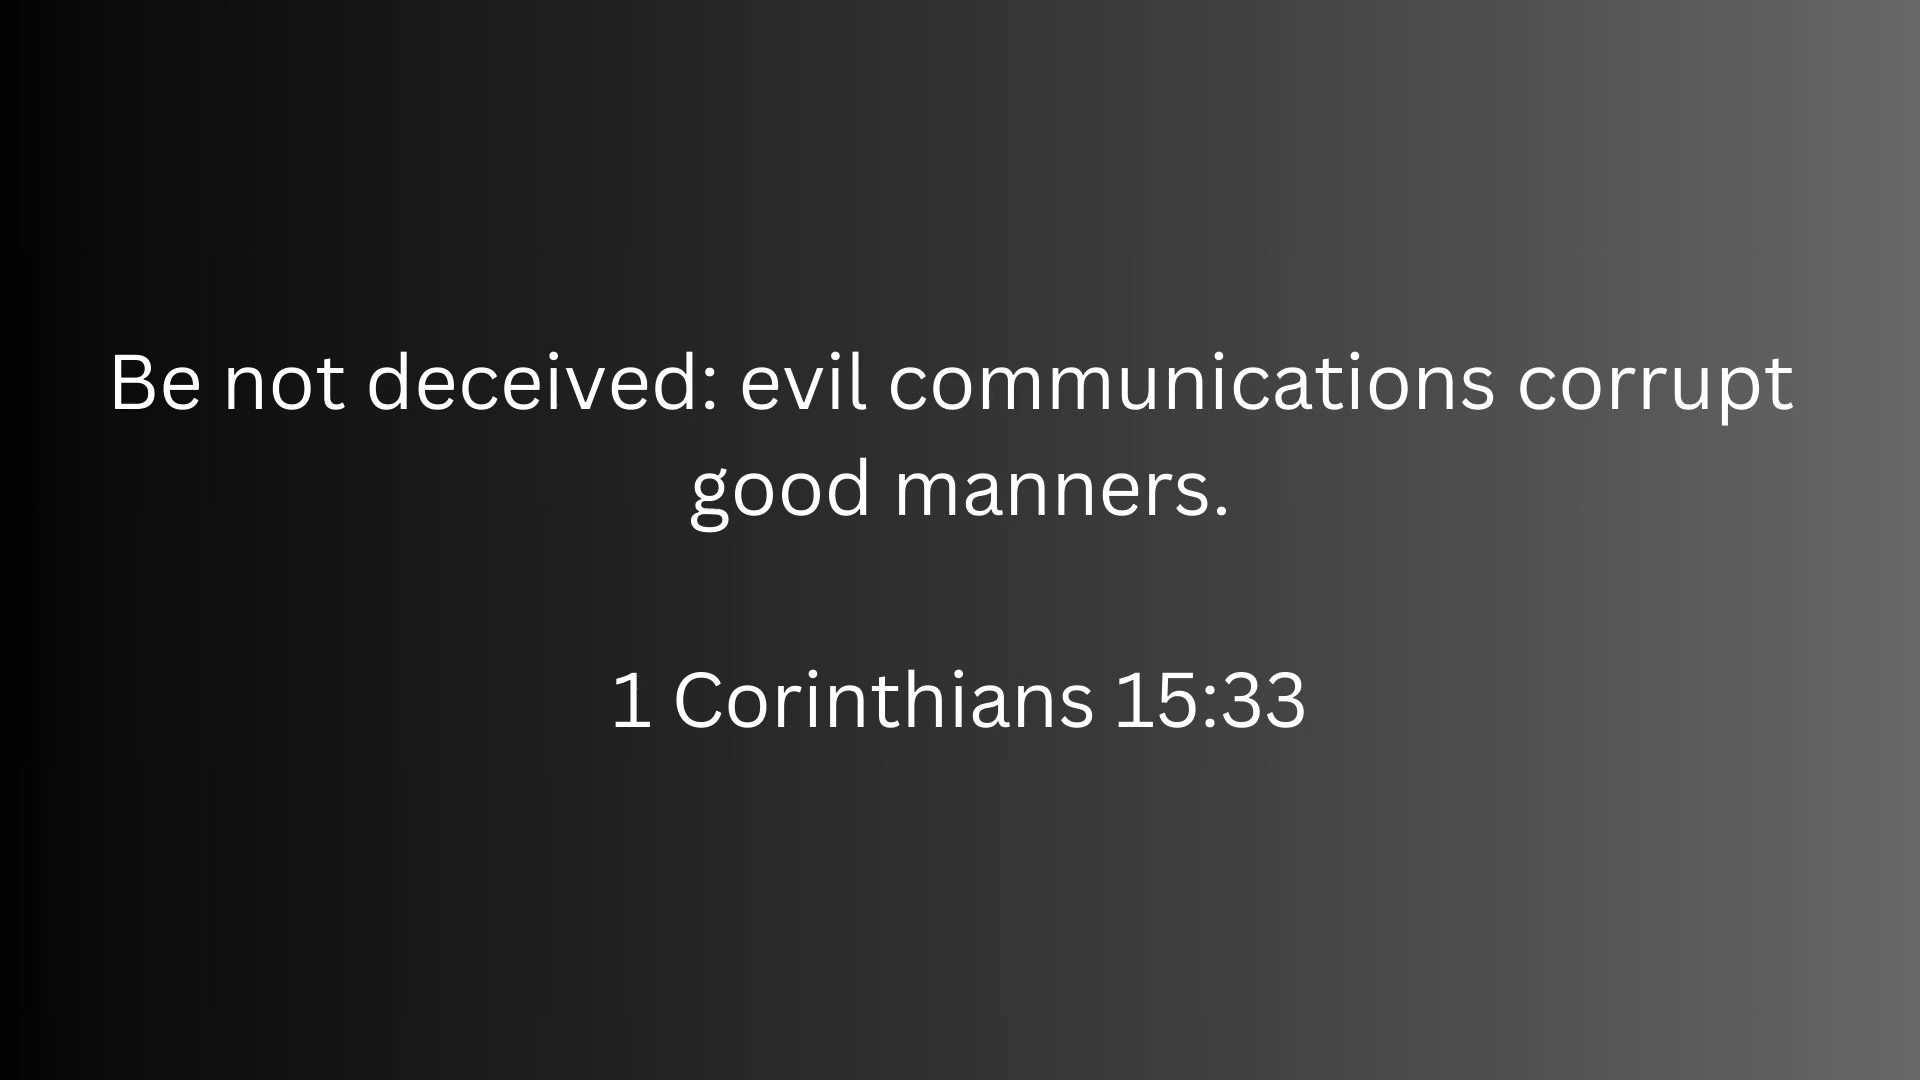 Be not deceived: evil communications corrupt
good manners.
1 Corinthians 15:33